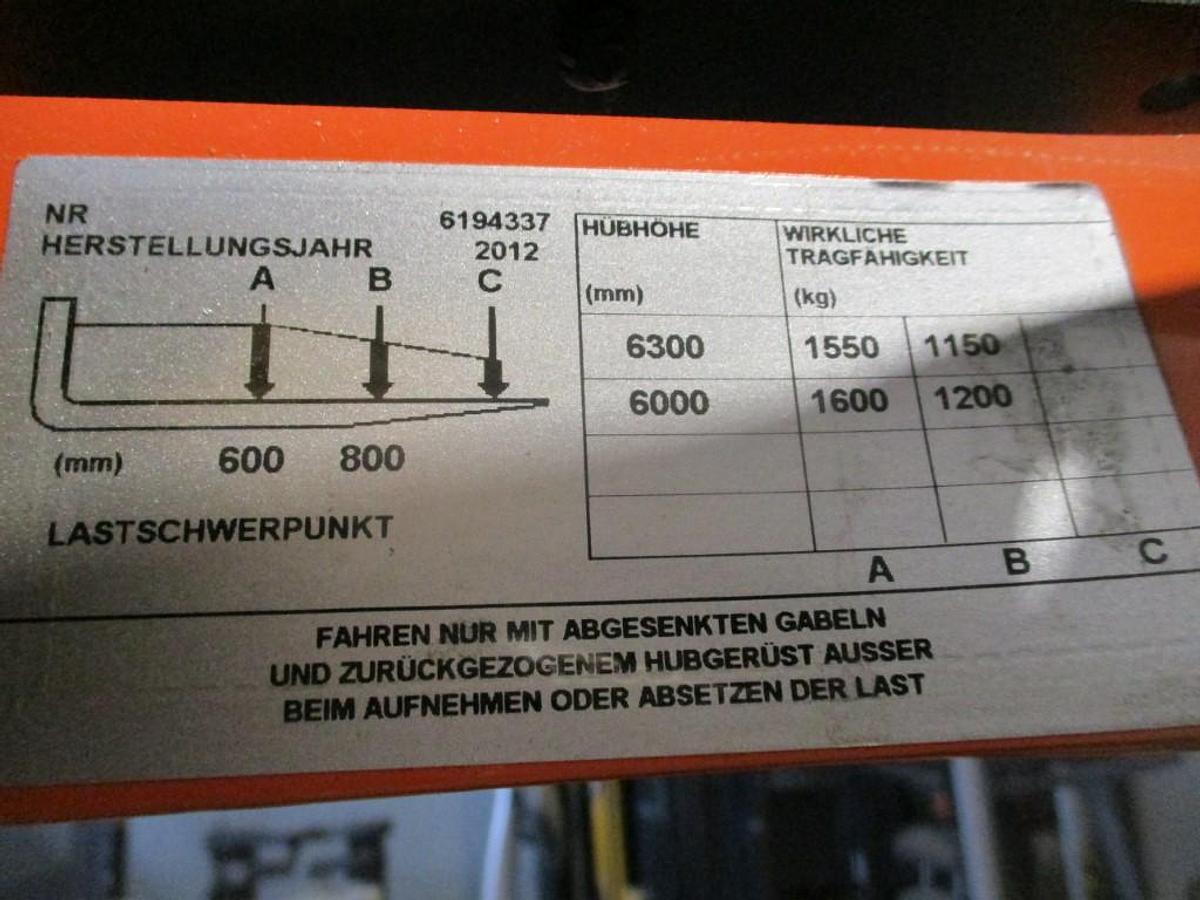 NR 6194337
HERSTELLUNGSJAHR 2012
A B C
(mm) 600 800
LASTSCHWERPUNKT
HÜBHÖHE
(mm)
WIRKLICHE
TRAGFÄHIGKEIT
(kg)
6300 1550 1150
6000 1600 1200
A B C
FAHREN NUR MIT ABGESENKTEN GABELN
UND ZURÜCKGEZOGENEM HUBGERÜST AUSSER
BEIM AUFNEHMEN ODER ABSETZEN DER LAST